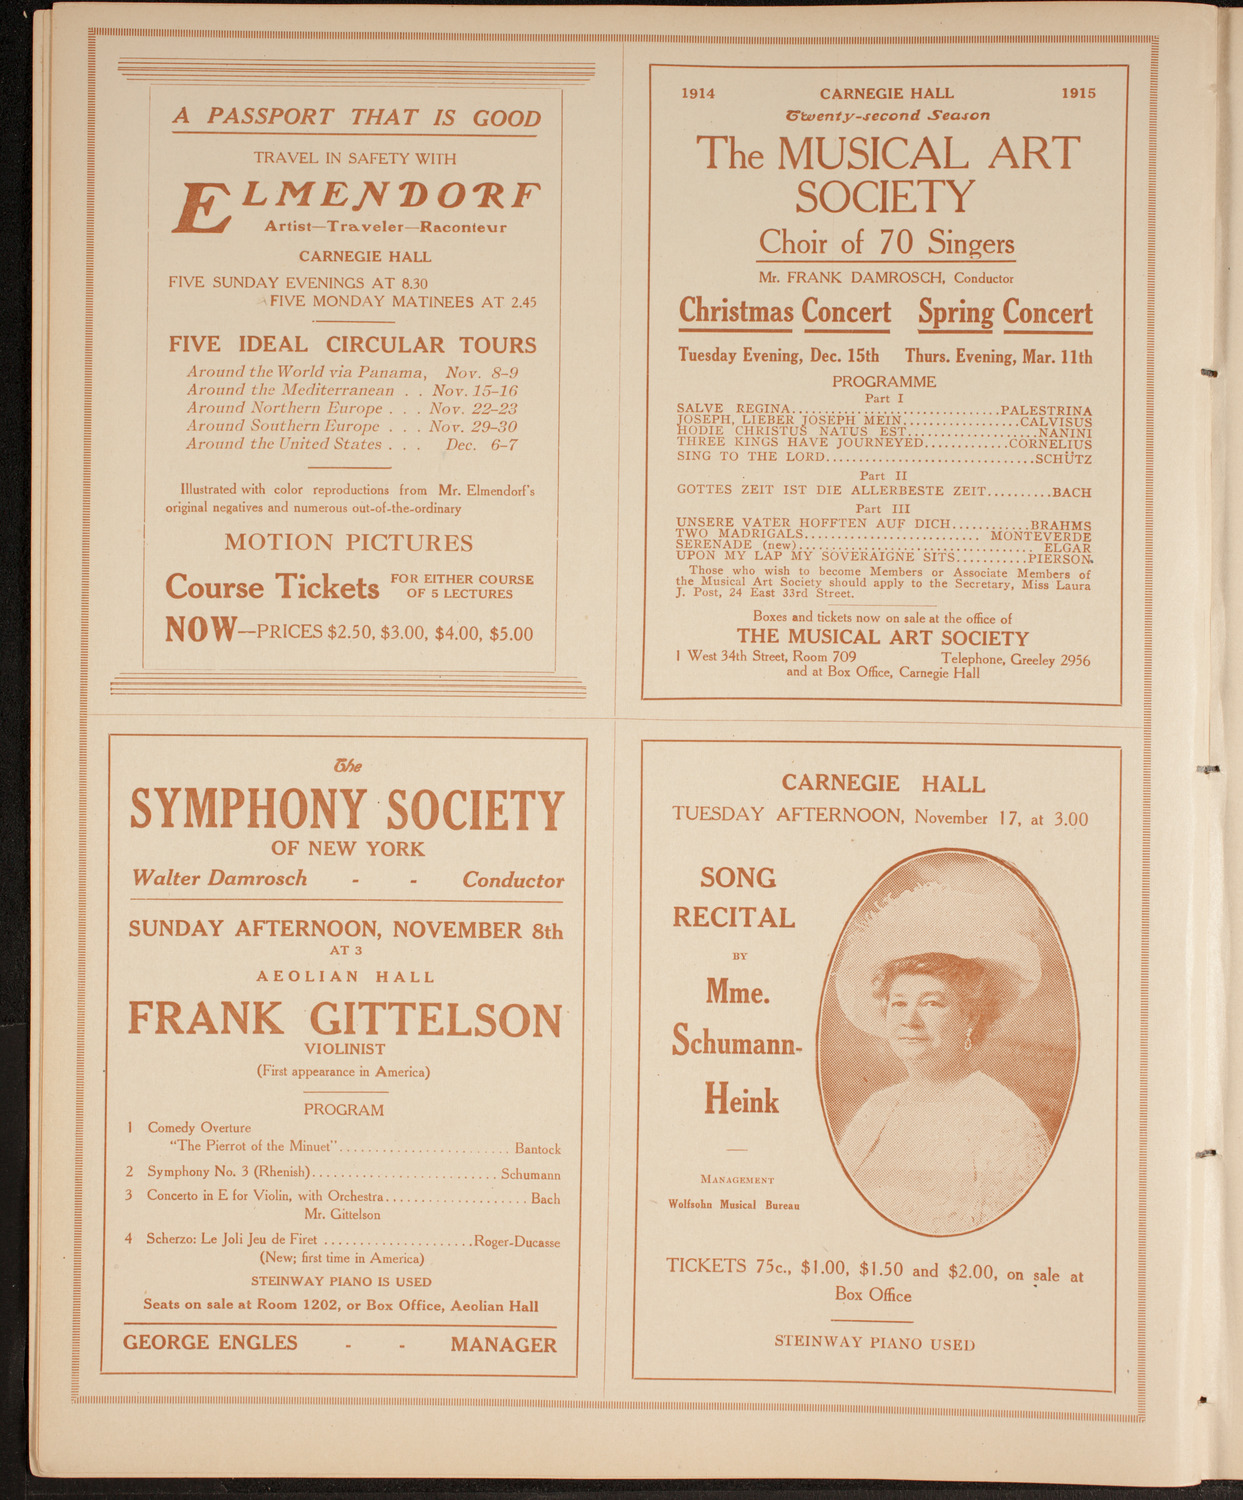 A PASSPORT THAT IS GOOD
TRAVEL IN SAFETY WITH
ELMENDORF
Artist—Traveler—Raconteur
CARNEGIE HALL
FIVE SUNDAY EVENINGS AT 8.30
FIVE MONDAY MATINEES AT 2.45
FIVE IDEAL CIRCULAR TOURS
Around the World via Panama, Nov. 8–9
Around the Mediterranean . . Nov. 15–16
Around Northern Europe . . . Nov. 22–23
Around Southern Europe . . . Nov. 29–30
Around the United States . . . Dec. 6–7
Illustrated with color reproductions from Mr. Elmendorf's
original negatives and numerous out-of-the-ordinary
MOTION PICTURES
Course Tickets FOR EITHER COURSE
OF 5 LECTURES
NOW—PRICES $2.50, $3.00, $4.00, $5.00
1914 CARNEGIE HALL 1915
Twenty-second Season
The MUSICAL ART
SOCIETY
Choir of 70 Singers
Mr. FRANK DAMROSCH, Conductor
Christmas Concert Spring Concert
Tuesday Evening, Dec. 15th Thurs. Evening, Mar. 11th
PROGRAMME
Part I
SALVE REGINA..............................PALESTRINA
JOSEPH, LIEBER JOSEPH MEIN.................CALVISUS
HODIE CHRISTUS NATUS EST...................NANINI
THREE KINGS HAVE JOURNEYED............CORNELIUS
SING TO THE LORD..............................SCHÜTZ
Part II
GOTTES ZEIT IST DIE ALLERBESTE ZEIT..........BACH
Part III
UNSERE VATER HOFFTEN AUF DICH...........BRAHMS
TWO MADRIGALS......................... MONTEVERDE
SERENADE (new).................................. ELGAR
UPON MY LAP MY SOVERAIGNE SITS...........PIERSON.
Those who wish to become Members or Associate Members of
the Musical Art Society should apply to the Secretary, Miss Laura
J. Post, 24 East 33rd Street.
Boxes and tickets now on sale at the office of
THE MUSICAL ART SOCIETY
1 West 34th Street, Room 709 Telephone, Greeley 2956
and at Box Office, Carnegie Hall
The
SYMPHONY SOCIETY
OF NEW YORK
Walter Damrosch - - Conductor
SUNDAY AFTERNOON, NOVEMBER 8th
AT 3
AEOLIAN HALL
FRANK GITTELSON
VIOLINIST
(First appearance in America)
PROGRAM
1 Comedy Overture
"The Pierrot of the Minuet"........................ Bantock
2 Symphony No. 3 (Rhenish).......................... Schumann
3 Concerto in E for Violin, with Orchestra.................... Bach
Mr. Gittelson
4 Scherzo: Le Joli Jeu de Firet .....................Roger-Ducasse
(New; first time in America)
STEINWAY PIANO IS USED
Seats on sale at Room 1202, or Box Office, Aeolian Hall
GEORGE ENGLES - - MANAGER
CARNEGIE HALL
TUESDAY AFTERNOON, November 17, at 3.00
SONG
RECITAL
BY
Mme.
Schumann-
Heink
MANAGEMENT
Wolfsohn Musical Bureau
TICKETS 75c., $1.00, $1.50 and $2.00, on sale at
Box Office
STEINWAY PIANO USED